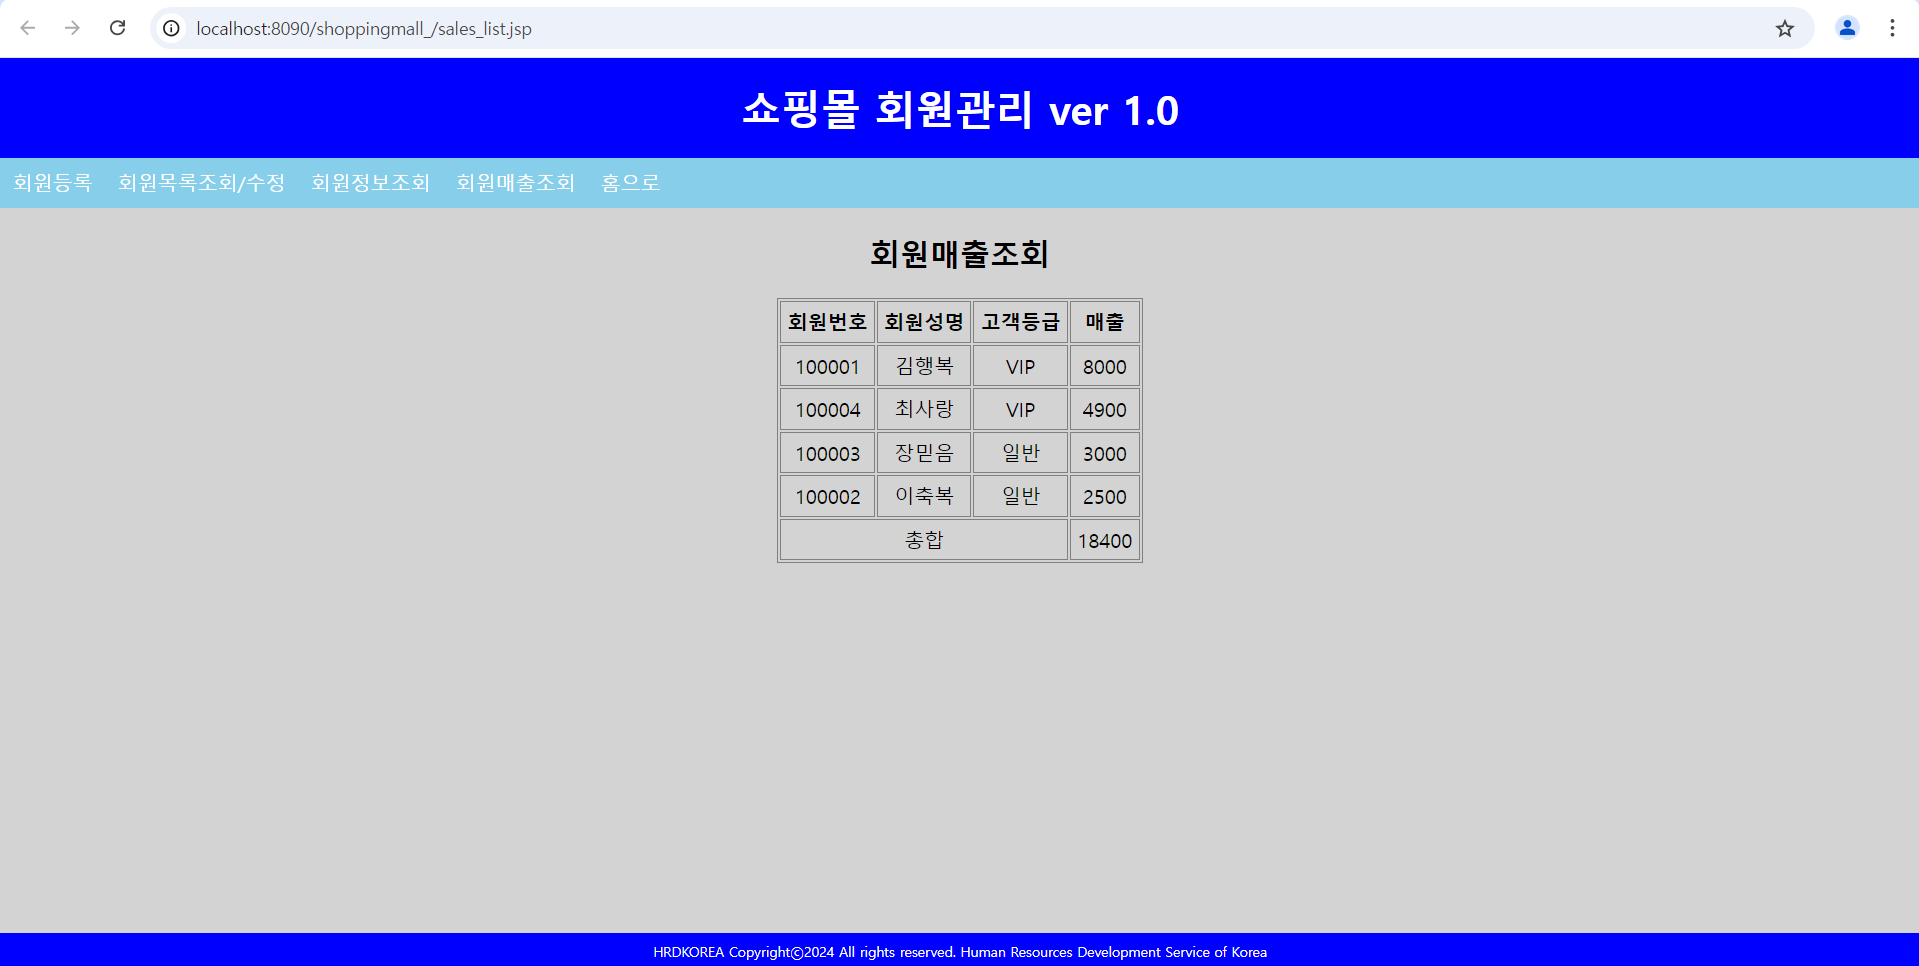 localhost:8090/shoppingmall_/sales_list.jsp
쇼핑몰 회원관리 ver 1.0
회원등록 회원목록조회/수정 회원정보조회 회원매출조회 홈으로
회원매출조회
회원번호 회원성명 고객등급 매출
100001 김행복 VIP 8000
100004 최사랑 VIP 4900
100003 장믿음 일반 3000
100002 이축복 일반 2500
총합 18400
HRDKOREA Copyright©2024 All rights reserved. Human Resources Development Service of Korea